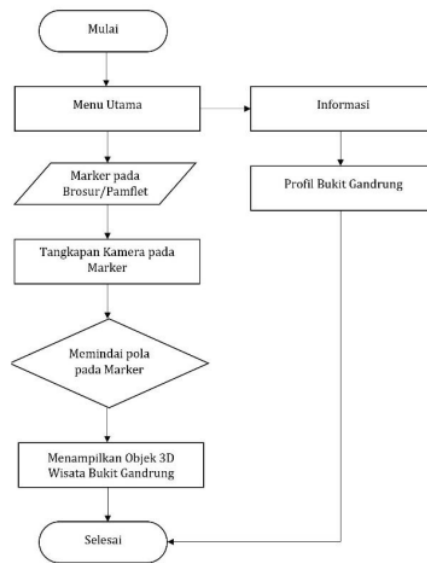 Mulai
Menu Utama
Informasi
Marker pada
Brosur/Pamflet
Profil Bukit Gandrung
Tangkapan Kamera pada
Marker
Memindai pola
pada Marker
Menampilkan Objek 3D
Wisata Bukit Gandrung
Selesai